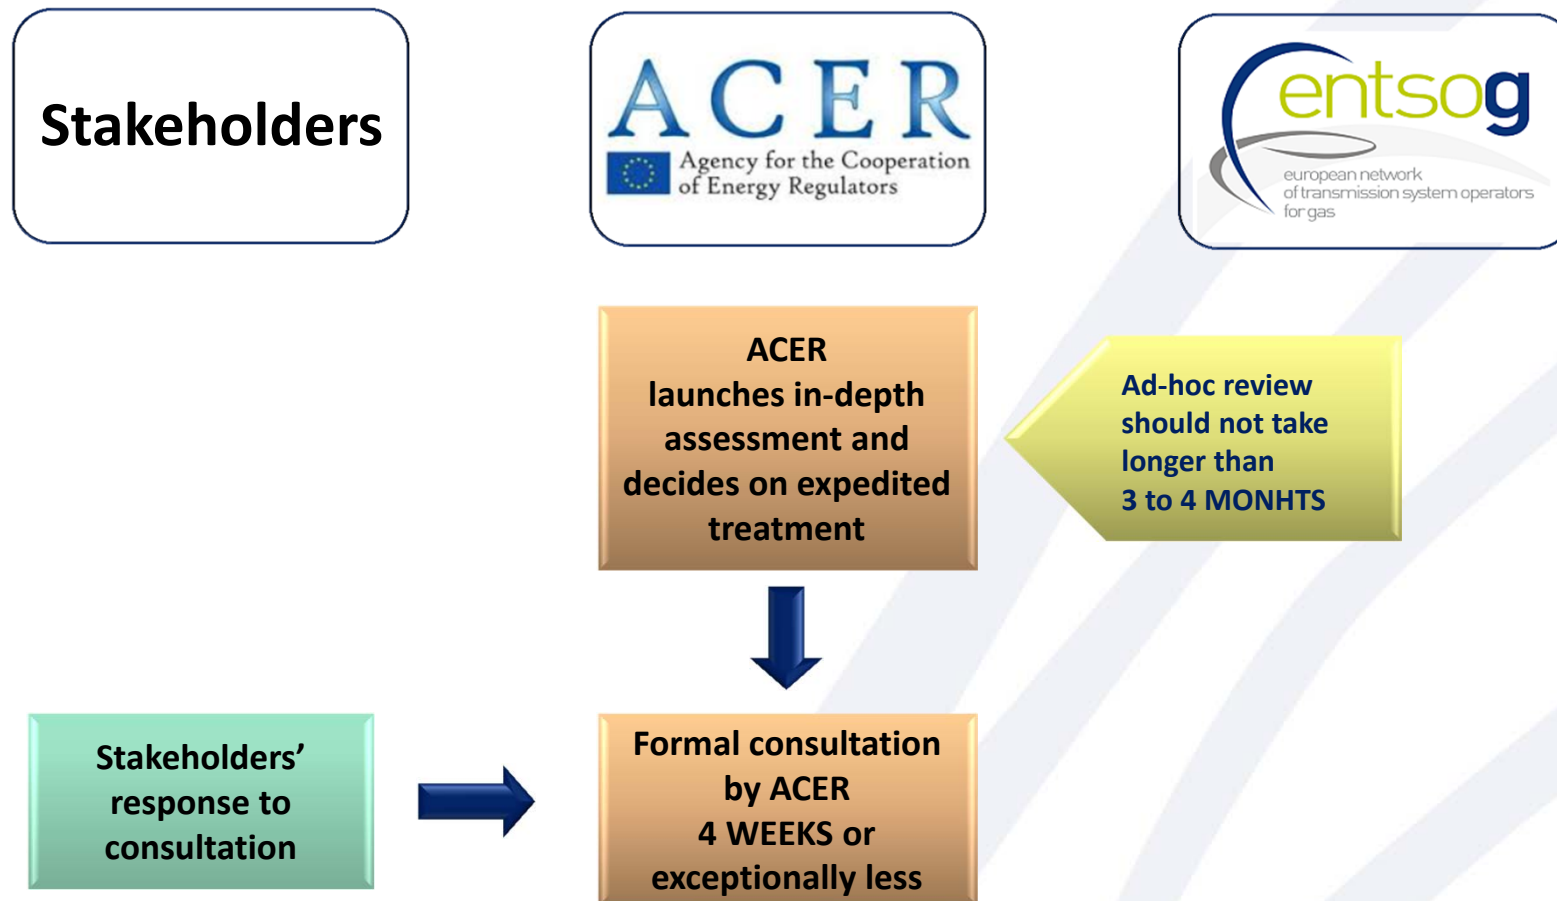 Stakeholders
ACER
Agency for the Cooperation
of Energy Regulators
entsog
european network
of transmission system operators
for gas
ACER
launches in-depth
assessment and
decides on expedited
treatment
Ad-hoc review
should not take
longer than
3 to 4 MONHTS
Stakeholders’
response to
consultation
Formal consultation
by ACER
4 WEEKS or
exceptionally less